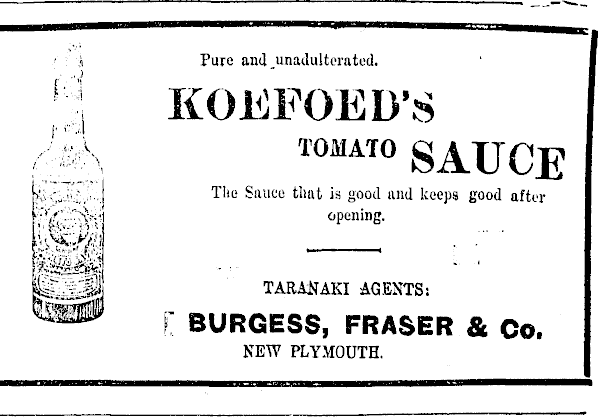 Pure and unadulterated.
KOEFOED'S
TOMATO SAUCE
The Sauce that is good and keeps good after
opening.
TARANAKI AGENTS:
BURGESS, FRASER & Co.
NEW PLYMOUTH.